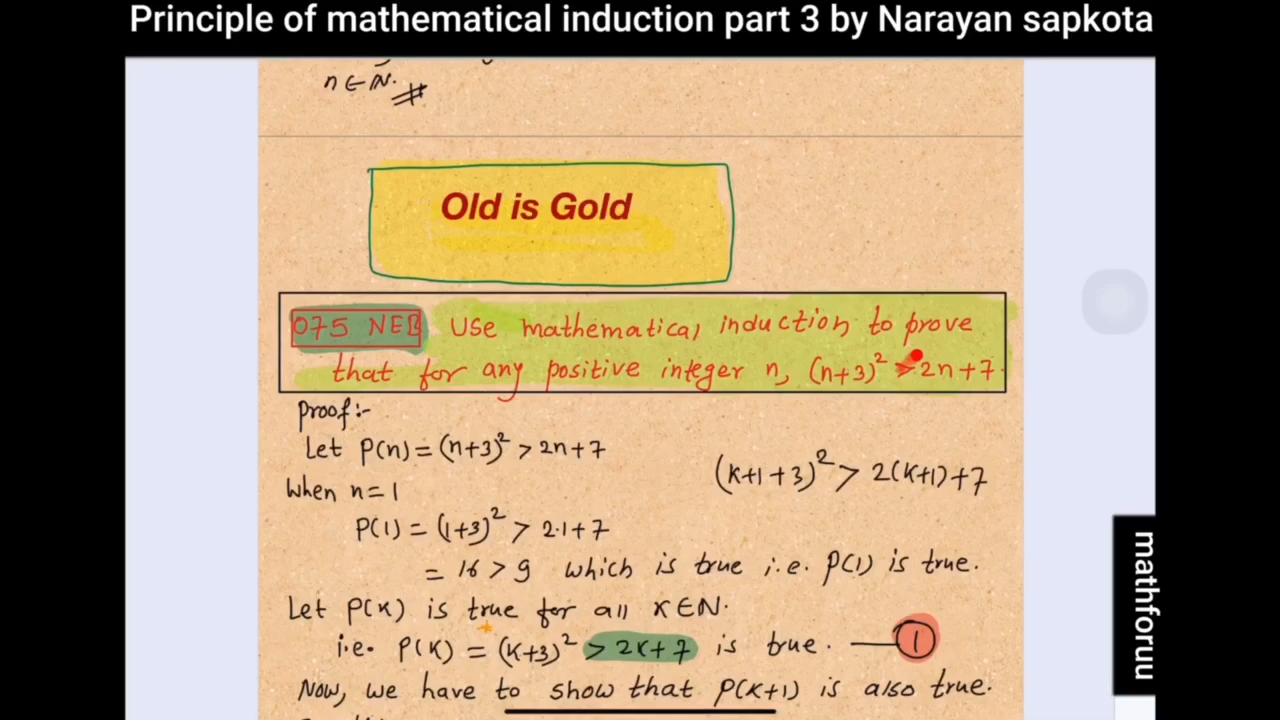 Principle of mathematical induction part 3 by Narayan sapkota
n ∈ N.
Old is Gold
075 NEB Use mathematical induction to prove
that for any positive integer n, (n+3)² > 2n+7.
Proof:-
Let P(n) = (n+3)² > 2n+7
When n=1
(k+1+3)² > 2(k+1)+7
P(1) = (1+3)² > 2.1+7
= 16 > 9 which is true i.e. P(1) is true.
Let P(k) is true for all k∈N.
i.e. P(k) = (k+3)² > 2k+7 is true. — 1
Now, we have to show that P(k+1) is also true.
mathforuu